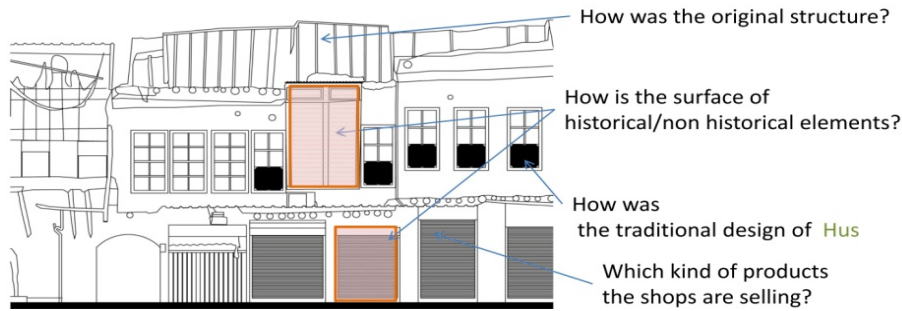 How was the original structure?
How is the surface of
historical/non historical elements?
How was
the traditional design of Hus
Which kind of products
the shops are selling?